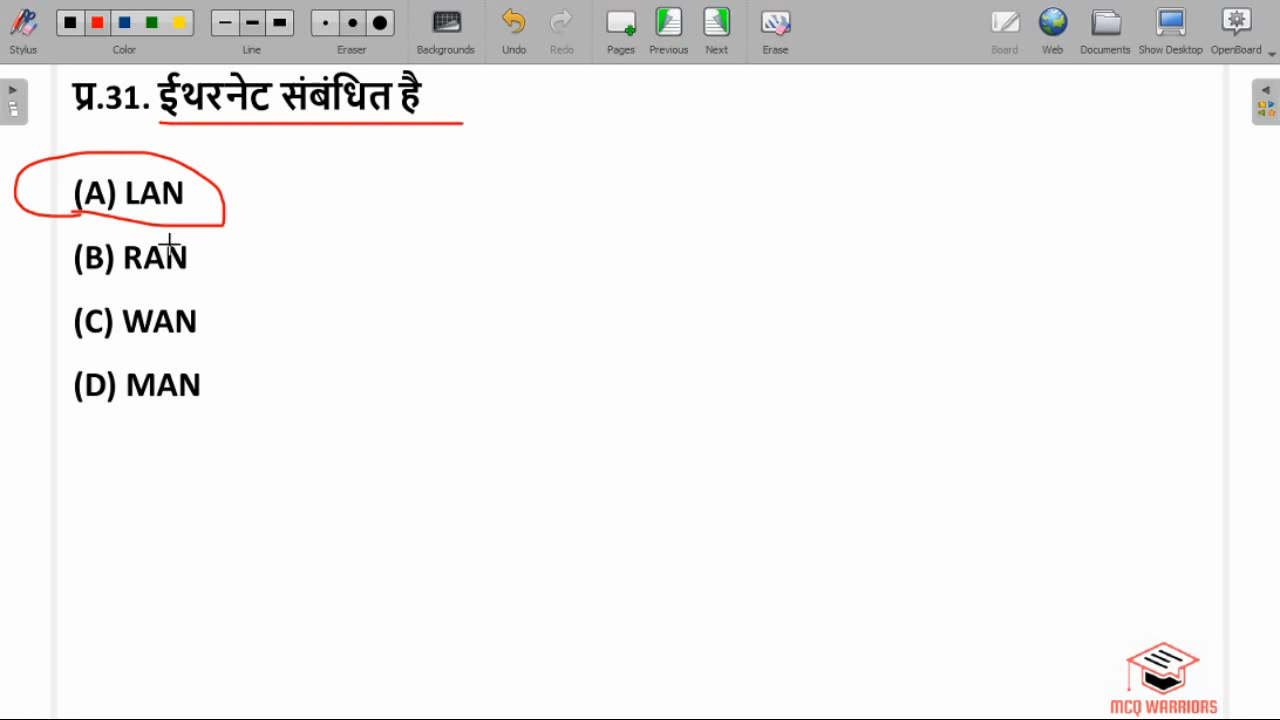 Stylus Color Line Eraser Backgrounds Undo Redo Pages Previous Next Erase Board Web Documents Show Desktop OpenBoard
प्र.31. ईथरनेट संबंधित है
(A) LAN
(B) RAN
(C) WAN
(D) MAN
MCQ WARRIORS